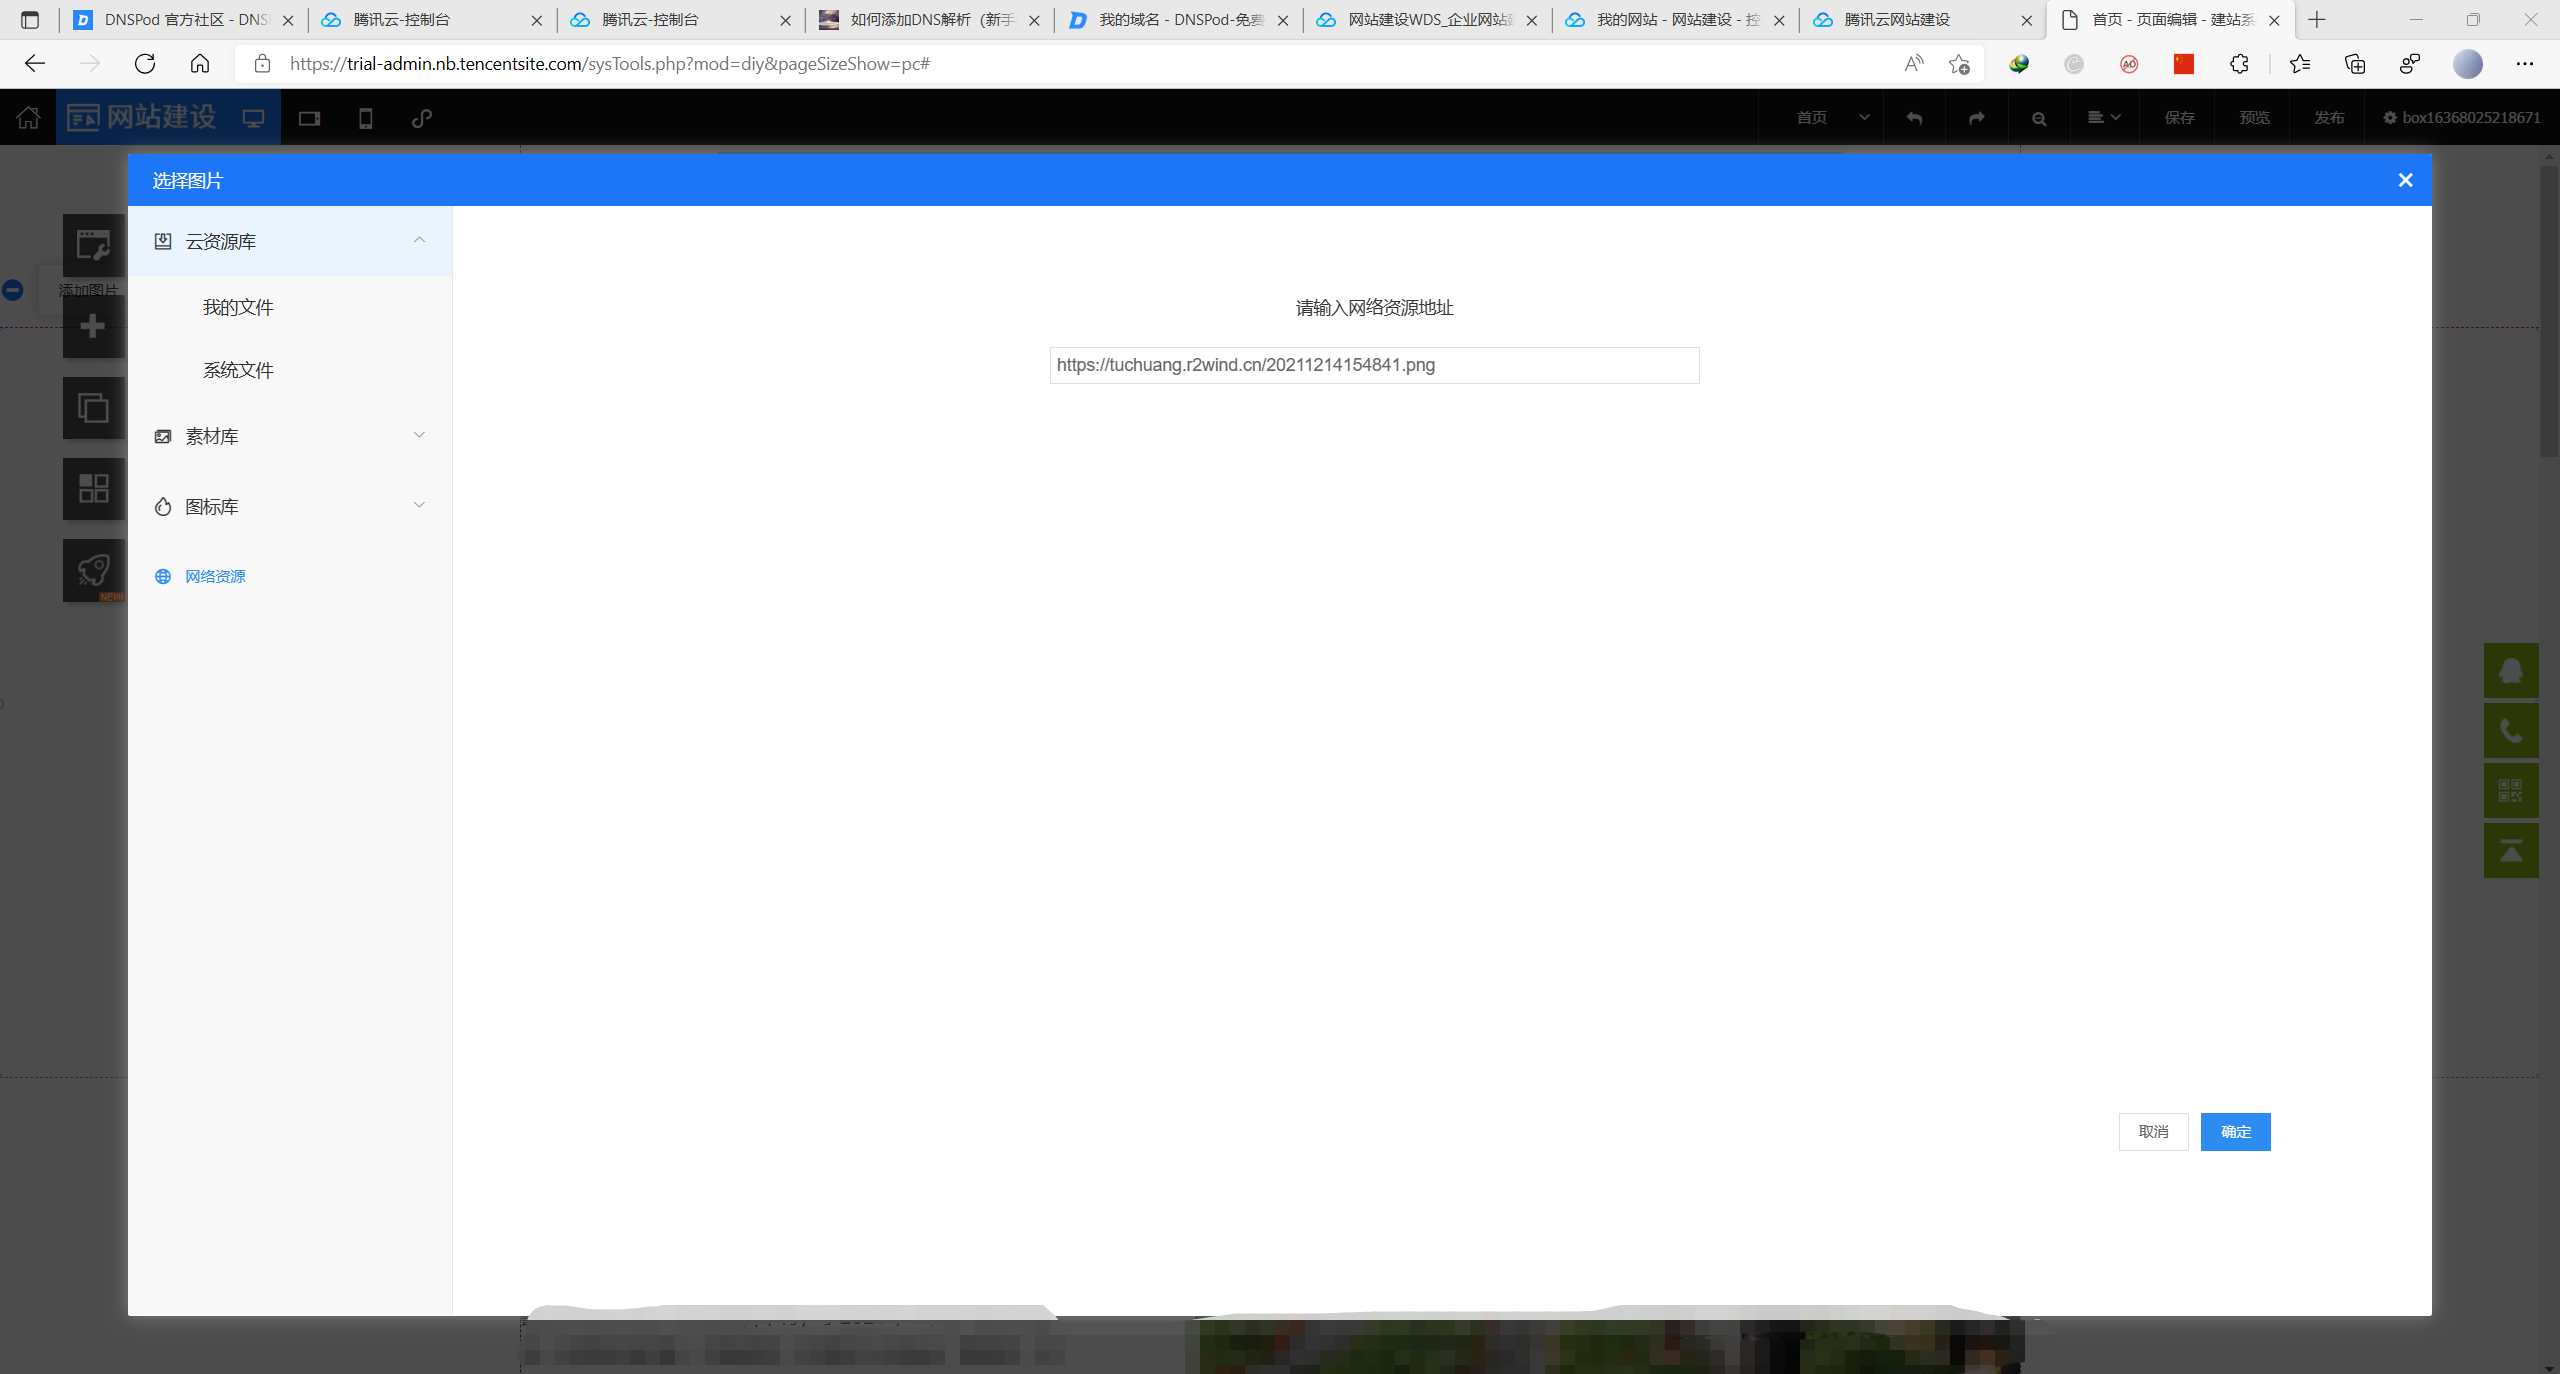 DNSPod 官方社区 - DNS
腾讯云-控制台
腾讯云-控制台
如何添加DNS解析（新手
我的域名 - DNSPod-免费
网站建设WDS_企业网站建
我的网站 - 网站建设 - 控
腾讯云网站建设
首页 - 页面编辑 - 建站系
https://trial-admin.nb.tencentsite.com/sysTools.php?mod=diy&pageSizeShow=pc#
网站建设
首页
保存
预览
发布
box16368025218671
选择图片
云资源库
添加图片
我的文件
系统文件
素材库
图标库
NEW
网络资源
请输入网络资源地址
https://tuchuang.r2wind.cn/20211214154841.png
取消
确定